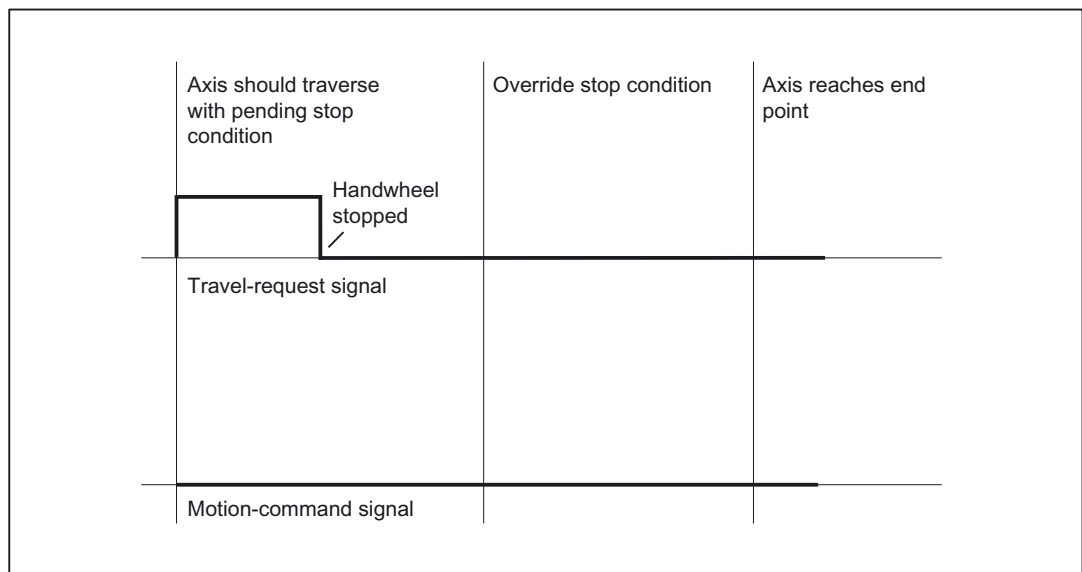 Axis should traverse
with pending stop
condition
Override stop condition
Axis reaches end
point
Handwheel
stopped
Travel-request signal
Motion-command signal